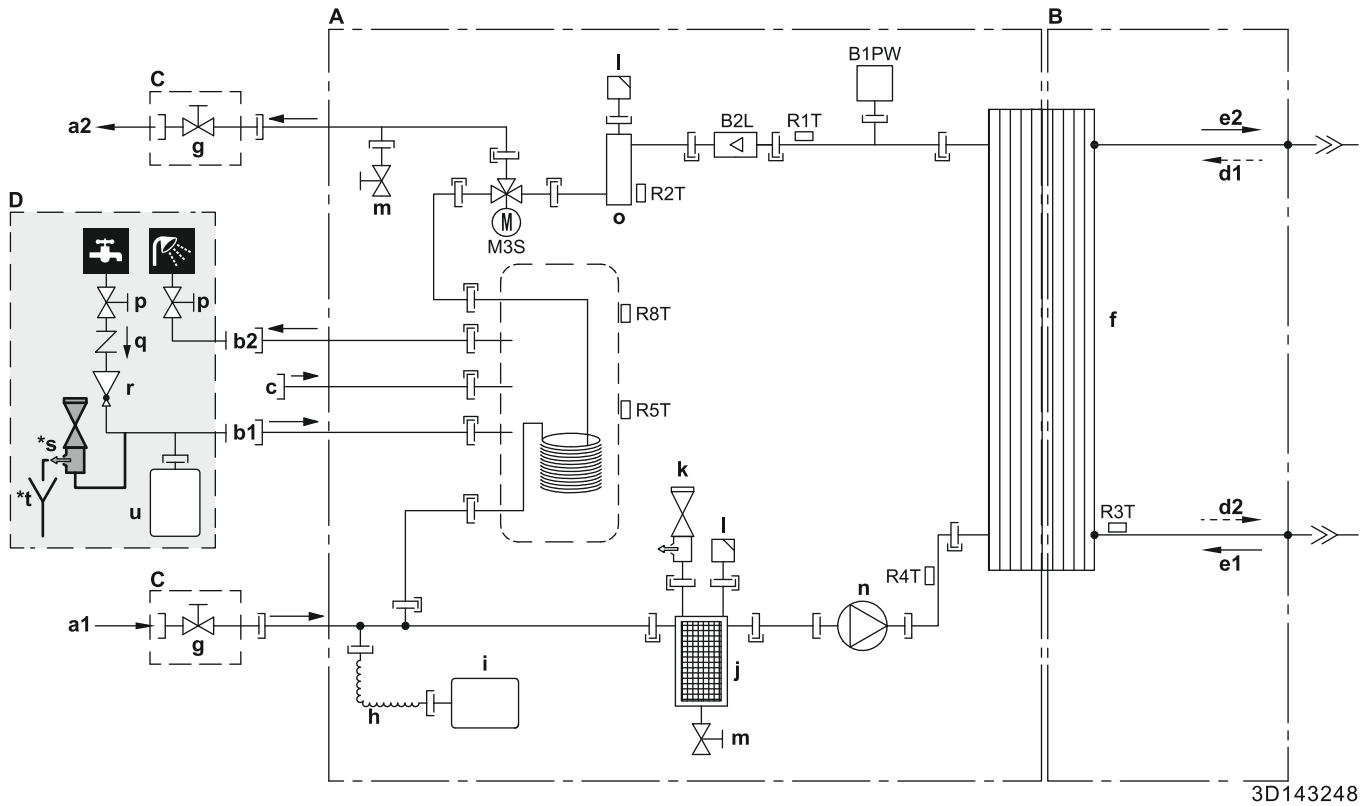 A
B
C
a2
g
m
M
M3S
l
o
R2T
B2L
R1T
B1PW
e2
d1
D
p
p
q
r
*s
*t
u
b2
c
b1
R8T
R5T
f
k
l
R4T
n
R3T
d2
e1
C
a1
g
h
i
j
m
3D143248